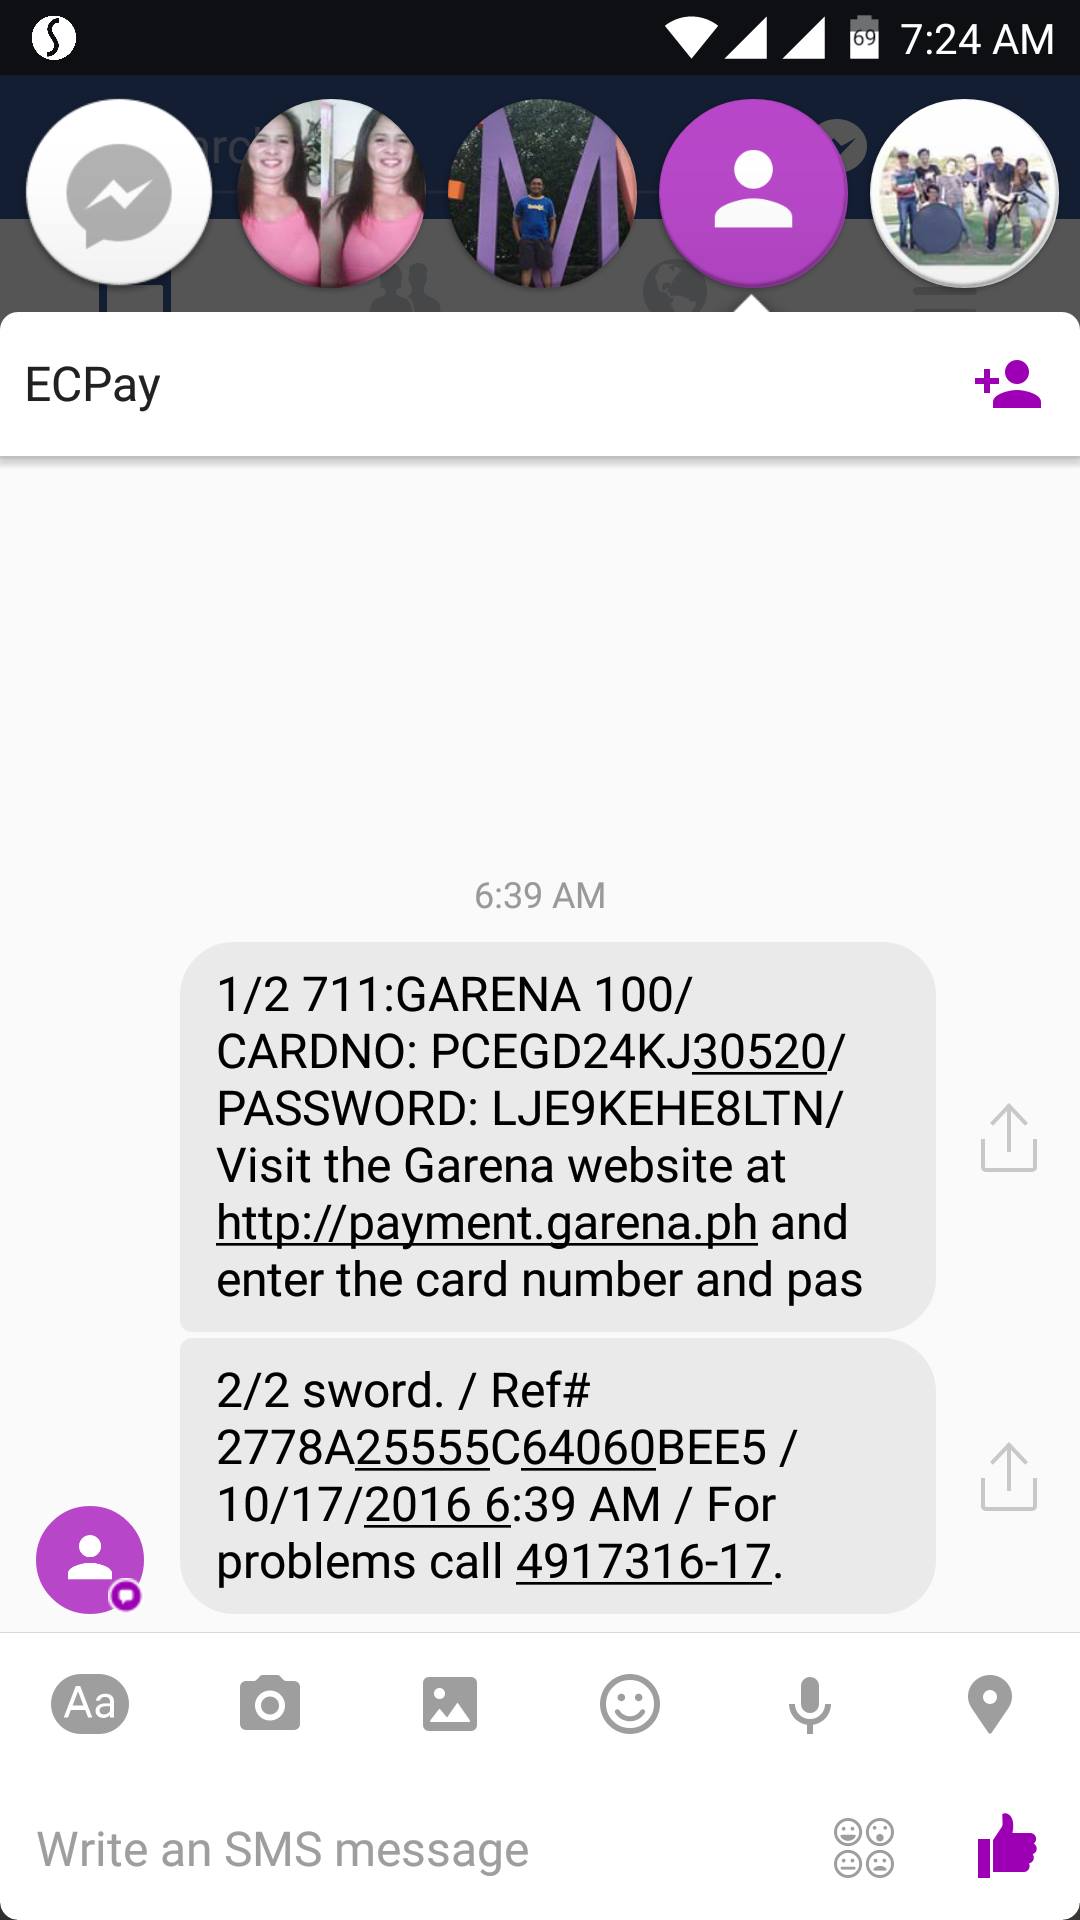 7:24 AM
69
ECPay
6:39 AM
1/2 711:GARENA 100/
CARDNO: PCEGD24KJ30520/
PASSWORD: LJE9KEHE8LTN/
Visit the Garena website at
http://payment.garena.ph and
enter the card number and pas
2/2 sword. / Ref#
2778A25555C64060BEE5 /
10/17/2016 6:39 AM / For
problems call 4917316-17.
Aa
Write an SMS message